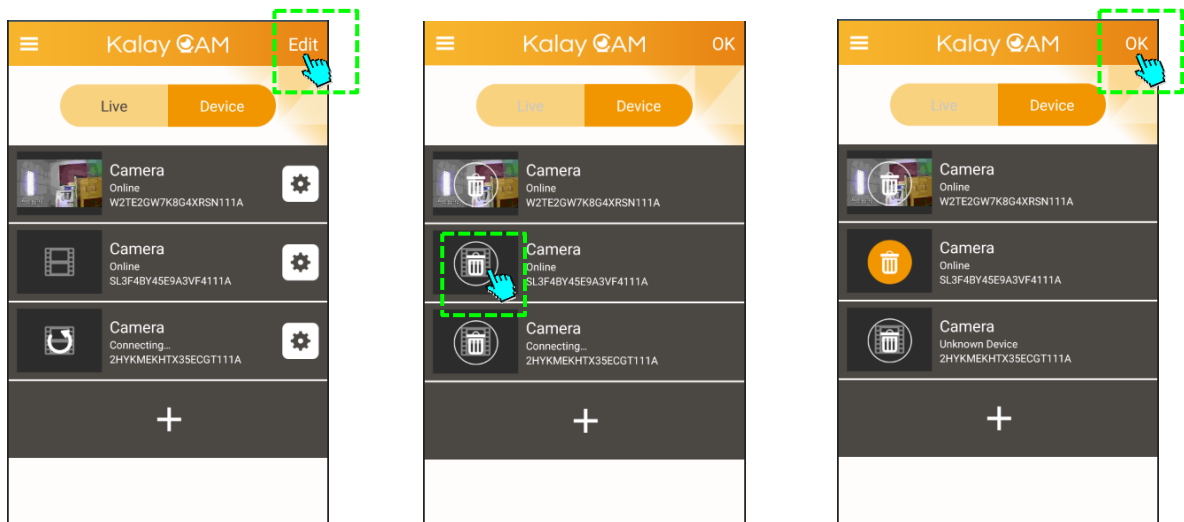 Kalay CAM Edit
Live Device
Camera
Online
W2TE2GW7K8G4XRSN111A
Camera
Online
SL3F4BY45E9A3VF4111A
Camera
Connecting...
2HYKMEKHTX35ECGT111A
+
Kalay CAM OK
Live Device
Camera
Online
W2TE2GW7K8G4XRSN111A
Camera
Online
SL3F4BY45E9A3VF4111A
Camera
Connecting...
2HYKMEKHTX35ECGT111A
+
Kalay CAM OK
Live Device
Camera
Online
W2TE2GW7K8G4XRSN111A
Camera
Online
SL3F4BY45E9A3VF4111A
Camera
Unknown Device
2HYKMEKHTX35ECGT111A
+